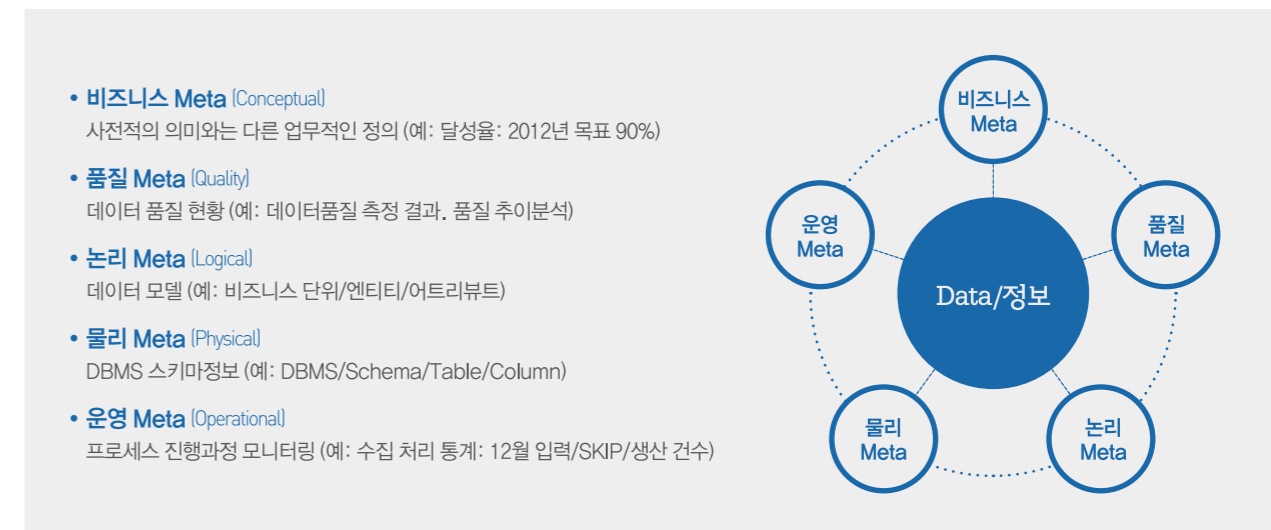 • 비즈니스 Meta (Conceptual)
사전적의 의미와는 다른 업무적인 정의 (예: 달성율: 2012년 목표 90%)
• 품질 Meta (Quality)
데이터 품질 현황 (예: 데이터품질 측정 결과. 품질 추이분석)
• 논리 Meta (Logical)
데이터 모델 (예: 비즈니스 단위/엔티티/어트리뷰트)
• 물리 Meta (Physical)
DBMS 스키마정보 (예: DBMS/Schema/Table/Column)
• 운영 Meta (Operational)
프로세스 진행과정 모니터링 (예: 수집 처리 통계: 12월 입력/SKIP/생산 건수)
비즈니스
Meta
운영
Meta
품질
Meta
Data/정보
물리
Meta
논리
Meta